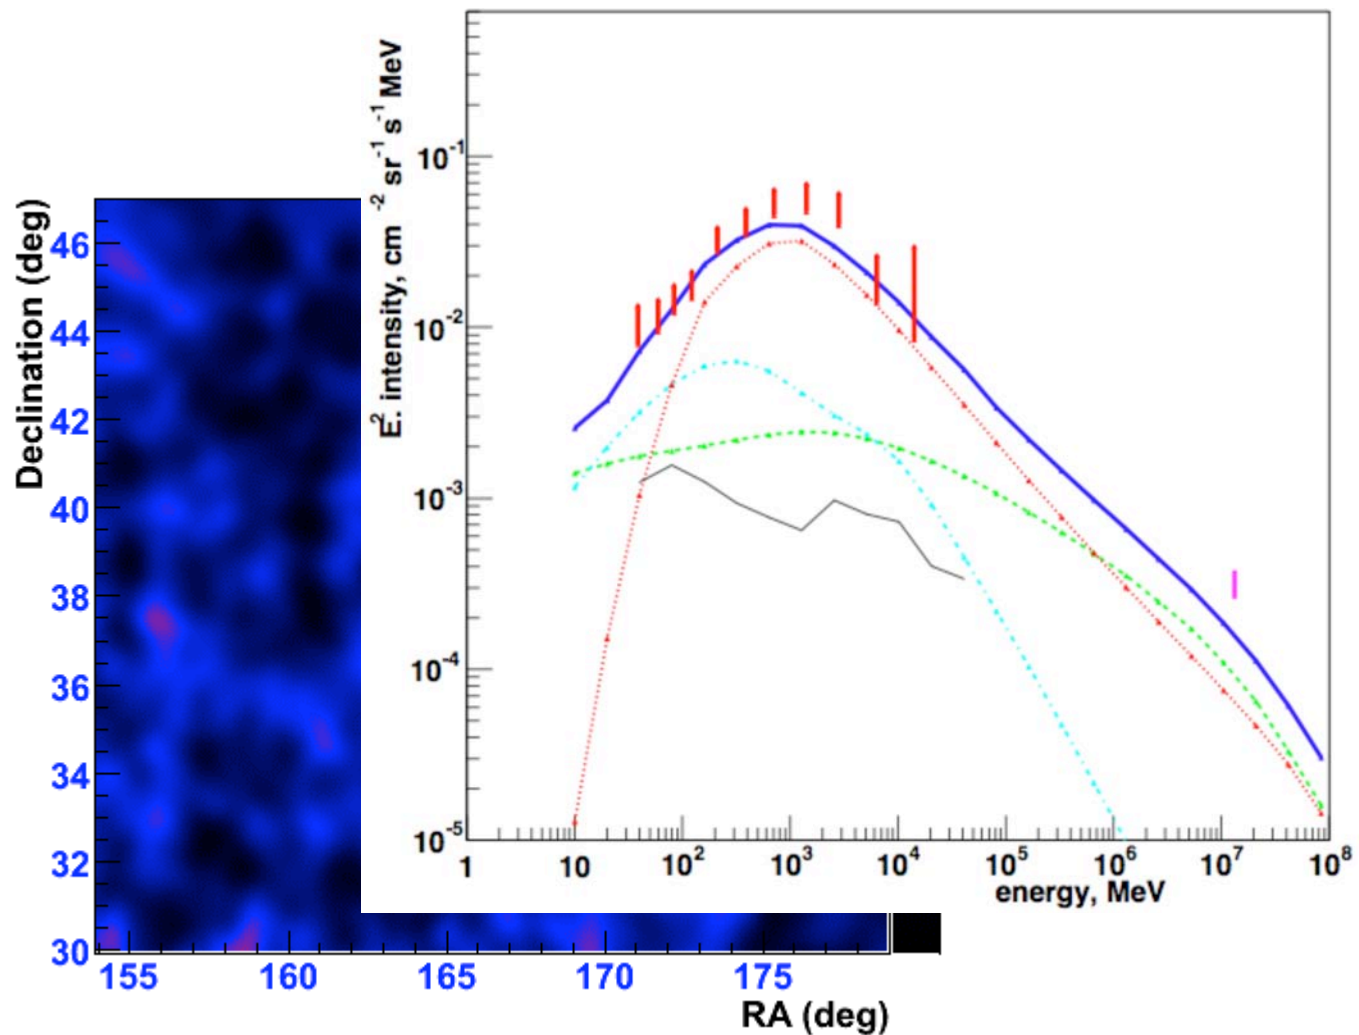 E². intensity, cm⁻² sr⁻¹ s⁻¹ MeV
10⁻¹
10⁻²
10⁻³
10⁻⁴
10⁻⁵
1 10 10² 10³ 10⁴ 10⁵ 10⁶ 10⁷ 10⁸
energy, MeV
Declination (deg)
46
44
42
40
38
36
34
32
30
155 160 165 170 175
RA (deg)